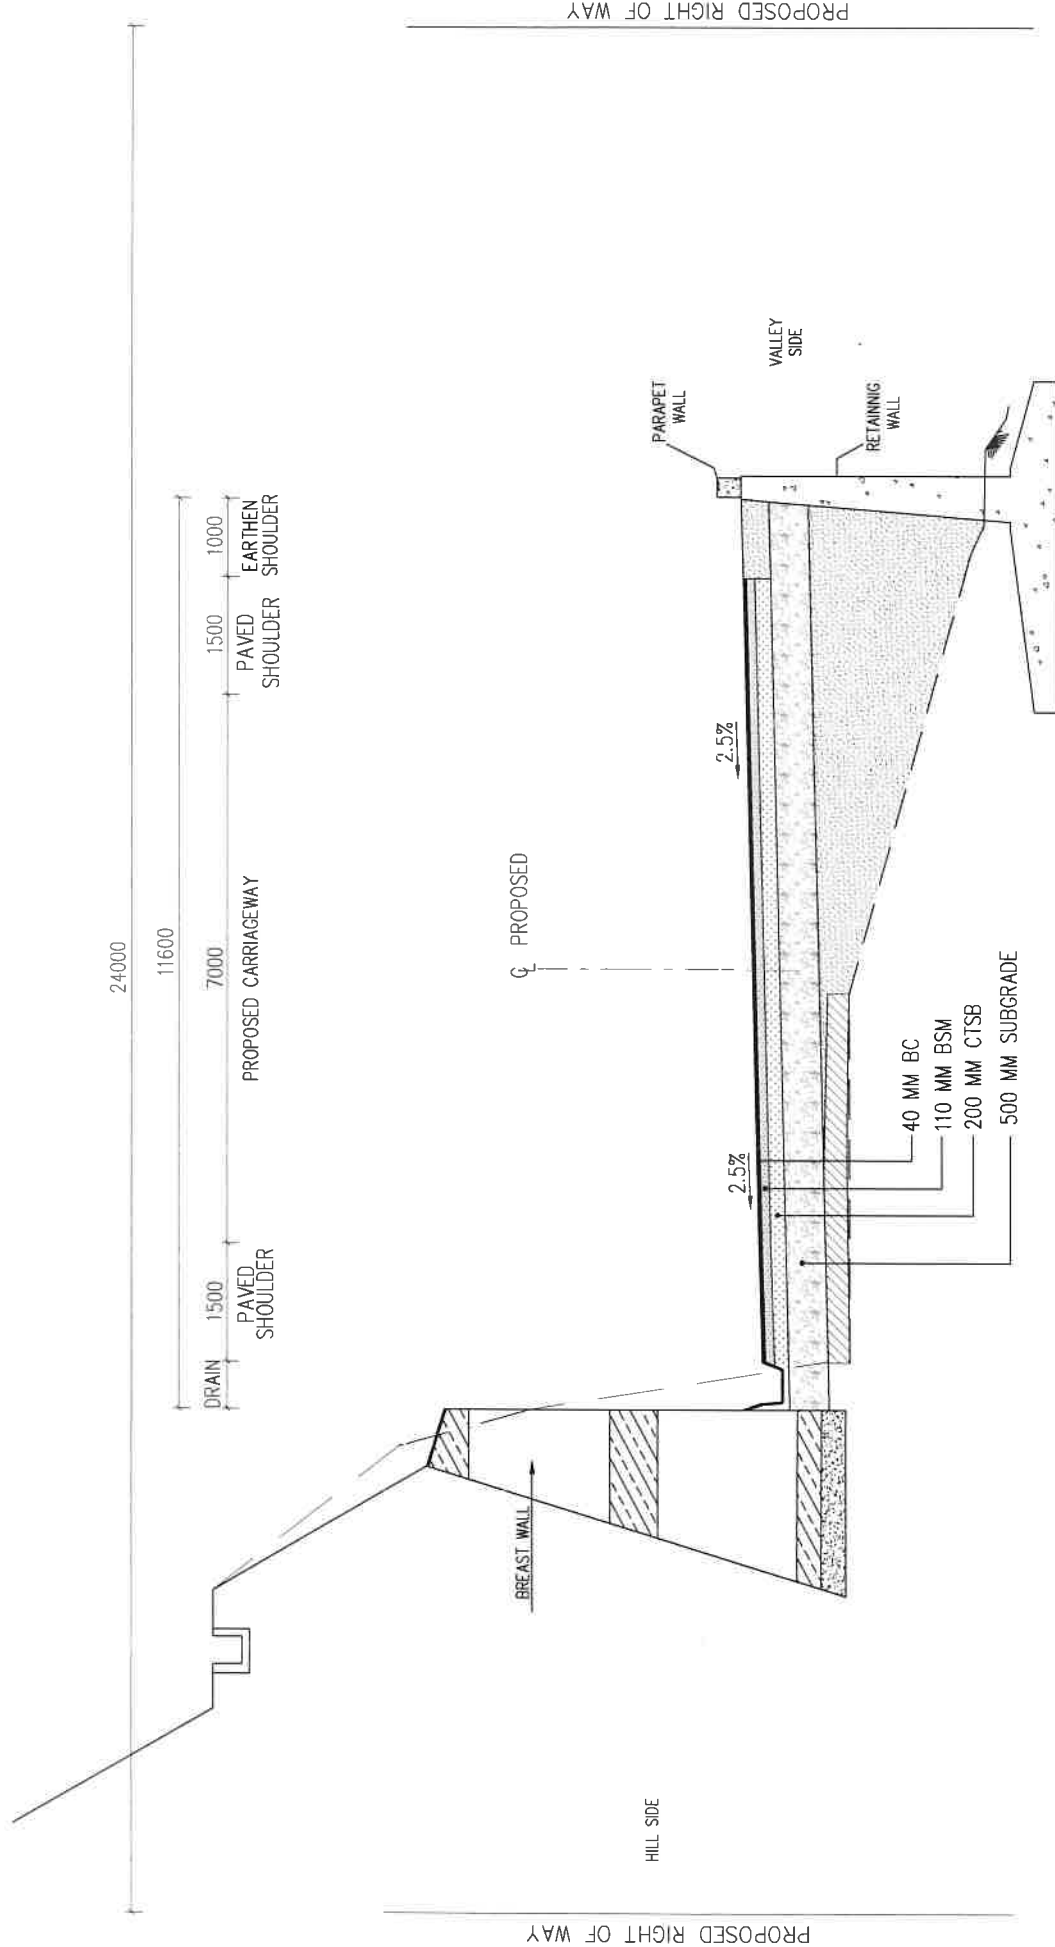 24000
11600
DRAIN
1500
7000
1500
1000
PAVED
SHOULDER
PROPOSED CARRIAGEWAY
PAVED
SHOULDER
EARTHEN
SHOULDER
PROPOSED RIGHT OF WAY
PROPOSED RIGHT OF WAY
℄ PROPOSED
BREAST WALL
HILL SIDE
PARAPET
WALL
VALLEY
SIDE
RETAINNIG
WALL
2.5%
2.5%
40 MM BC
110 MM BSM
200 MM CTSB
500 MM SUBGRADE